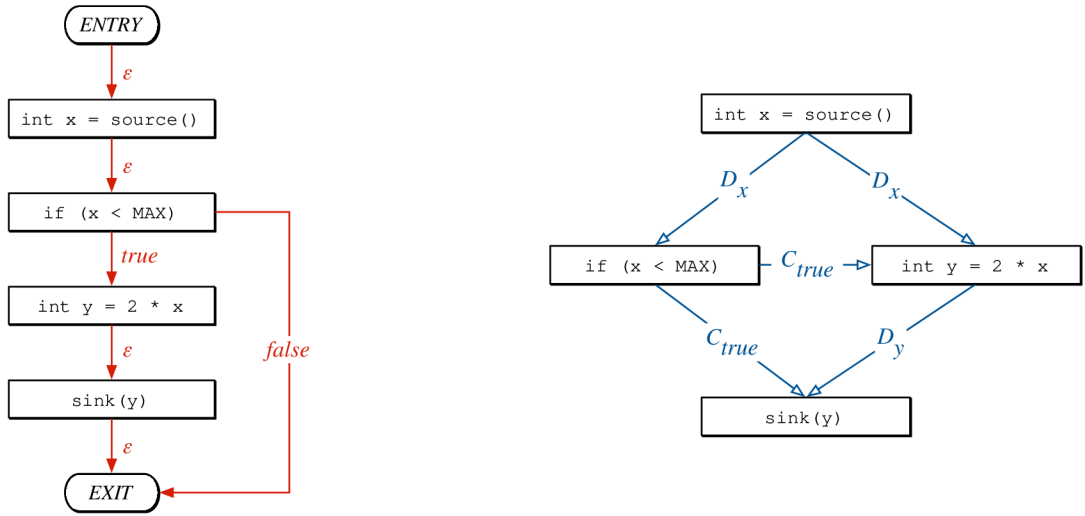 ENTRY
ε
int x = source()
ε
if (x < MAX)
true
int y = 2 * x
false
ε
sink(y)
ε
EXIT
int x = source()
Dx
Dx
if (x < MAX)
Ctrue
int y = 2 * x
Ctrue
Dy
sink(y)